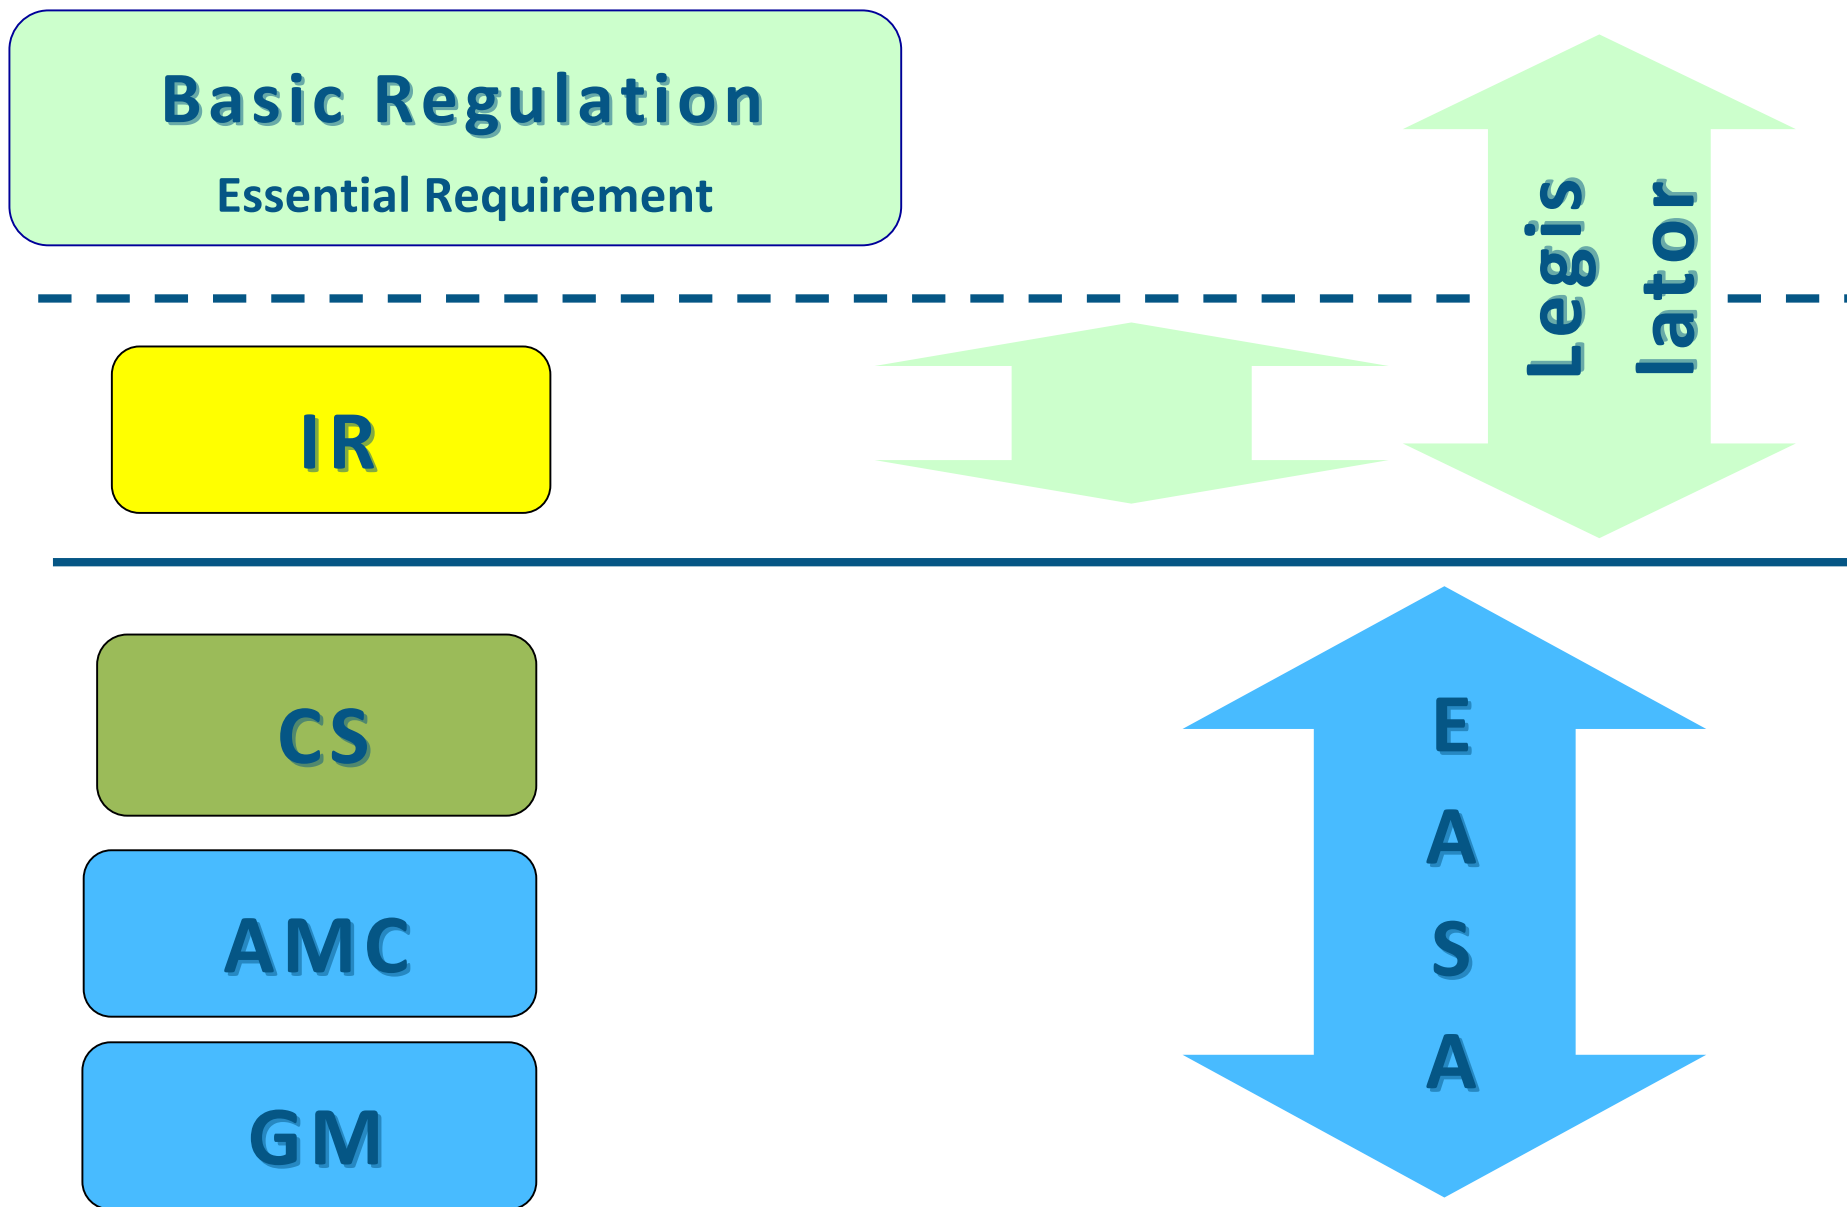 Basic Regulation
Essential Requirement
Legis
lator
IR
CS
AMC
GM
E
A
S
A